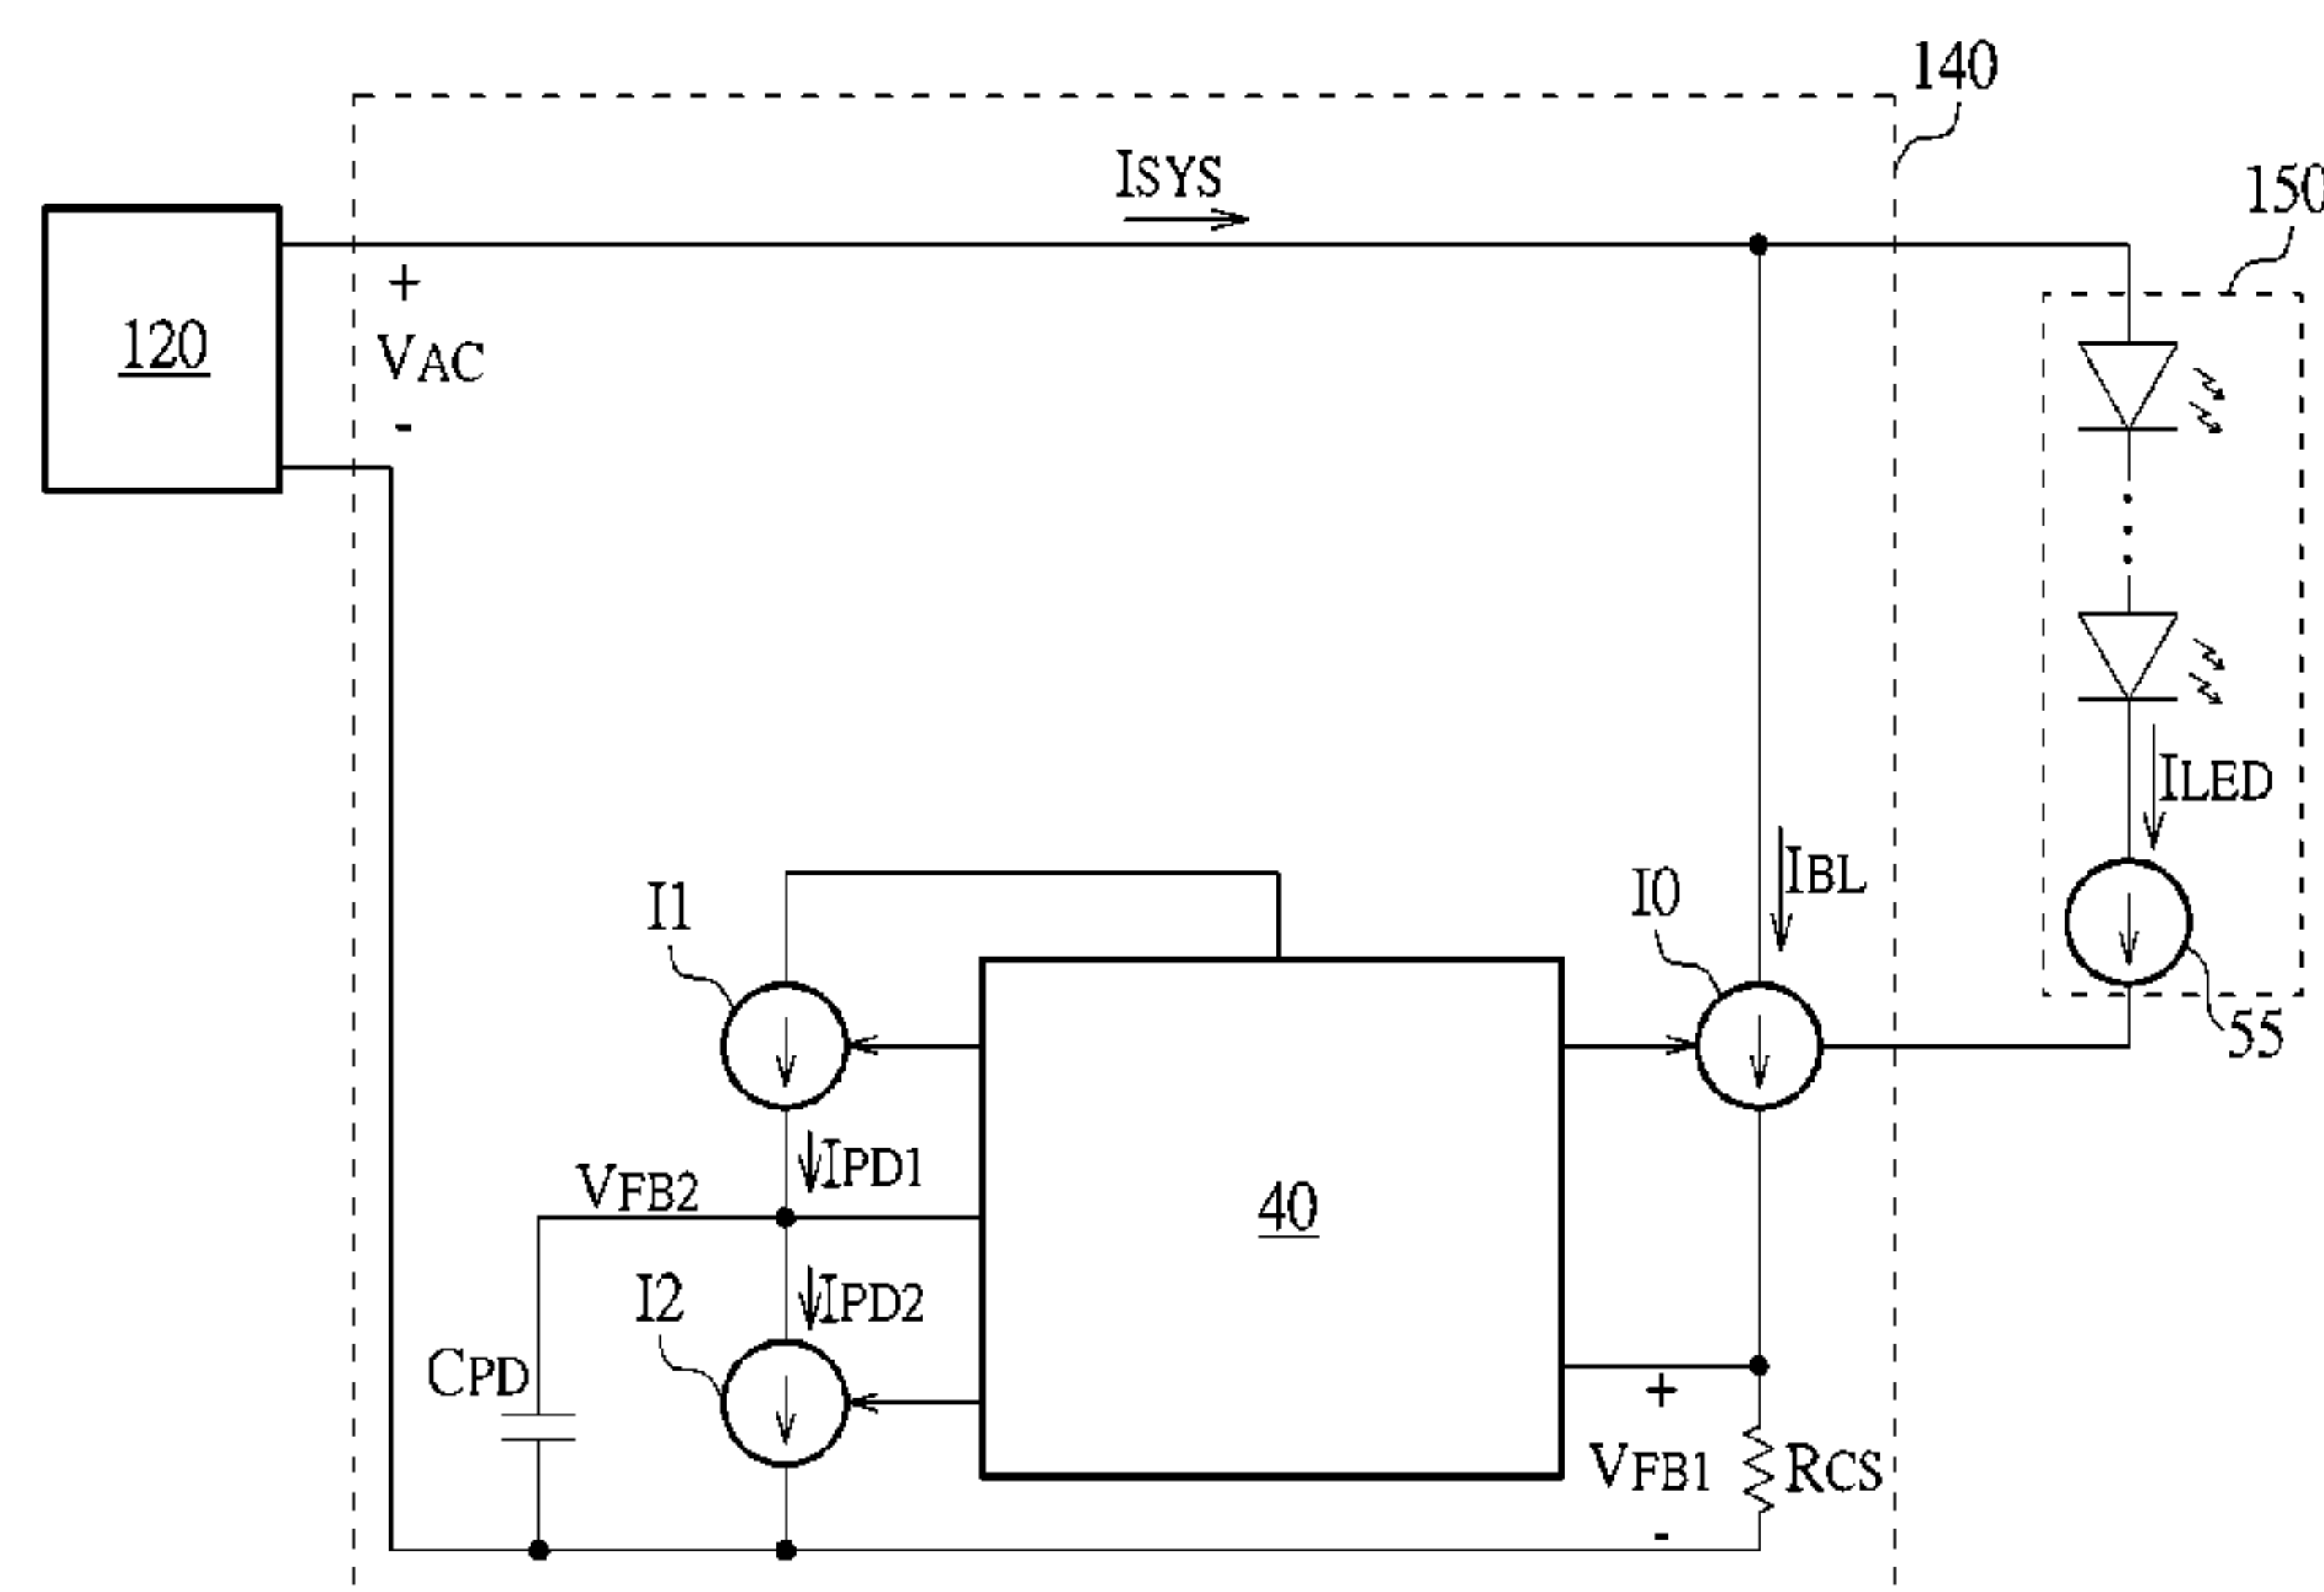 140
ISYS
150
120
+
VAC
-
ILED
I1
I0
IBL
55
IPD1
VFB2
40
I2
IPD2
CPD
+
VFB1
RCS
-